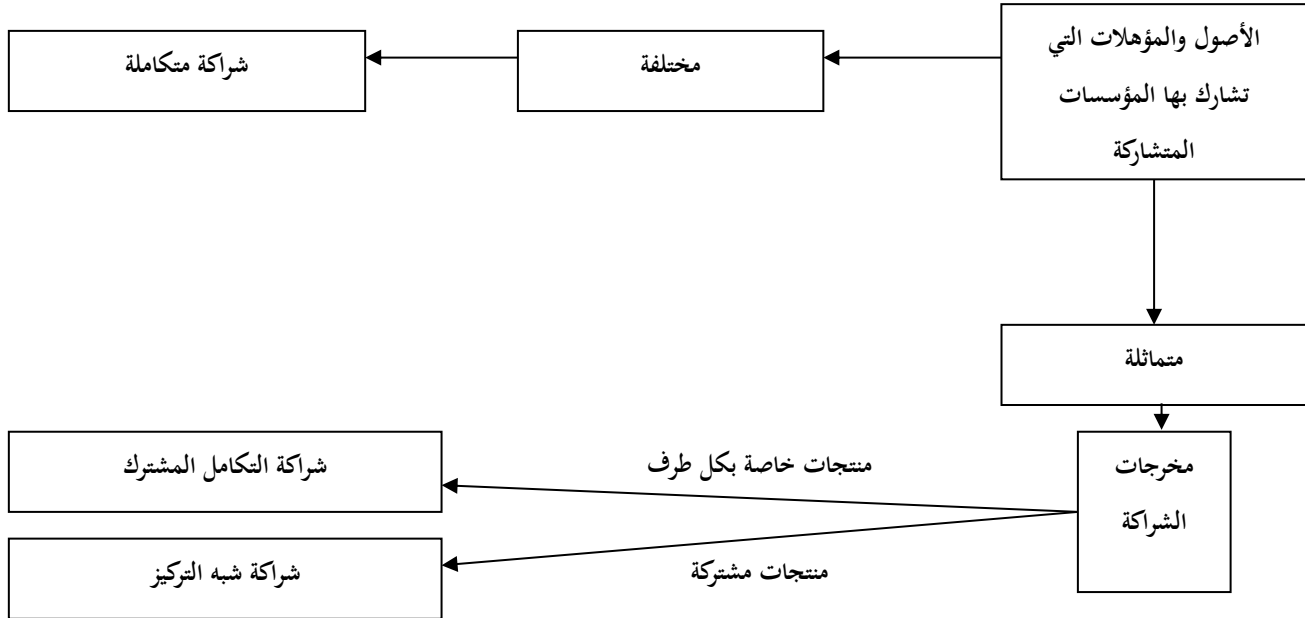 الأصول والمؤهلات التي
تشارك بها المؤسسات
المتشاركة
مختلفة
شراكة متكاملة
متماثلة
مخرجات
الشراكة
منتجات خاصة بكل طرف
شراكة التكامل المشترك
منتجات مشتركة
شراكة شبه التركيز